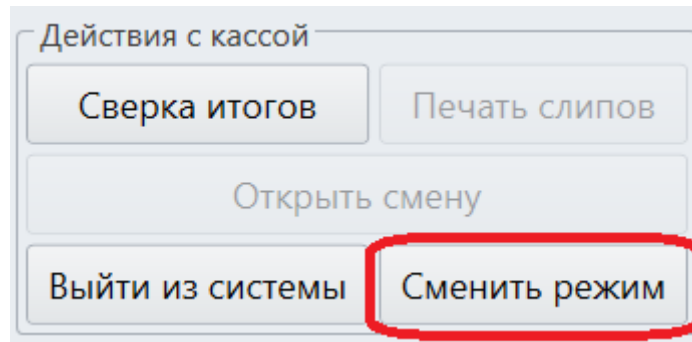 Действия с кассой
Сверка итогов Печать слипов
Открыть смену
Выйти из системы Сменить режим